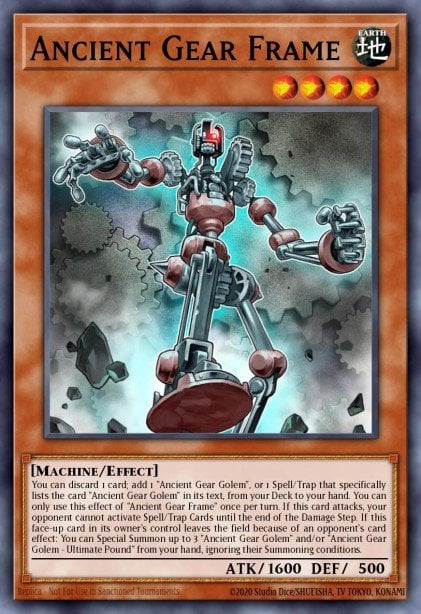 ANCIENT GEAR FRAME
EARTH
地
[MACHINE/EFFECT]
You can discard 1 card; add 1 "Ancient Gear Golem", or 1 Spell/Trap that specifically
lists the card "Ancient Gear Golem" in its text, from your Deck to your hand. You can
only use this effect of "Ancient Gear Frame" once per turn. If this card attacks, your
opponent cannot activate Spell/Trap Cards until the end of the Damage Step. If this
face-up card in its owner's control leaves the field because of an opponent's card
effect: You can Special Summon up to 3 "Ancient Gear Golem" and/or "Ancient Gear
Golem - Ultimate Pound" from your hand, ignoring their Summoning conditions.
ATK/1600 DEF/ 500
Replica - Not For Use in Sanctioned Tournaments
©2020 Studio Dice/SHUEISHA, TV TOKYO, KONAMI